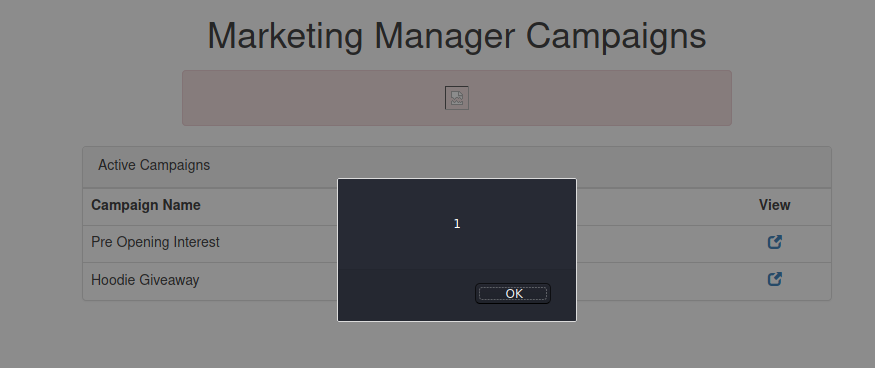 Marketing Manager Campaigns
Active Campaigns
Campaign Name View
Pre Opening Interest
Hoodie Giveaway
1
OK